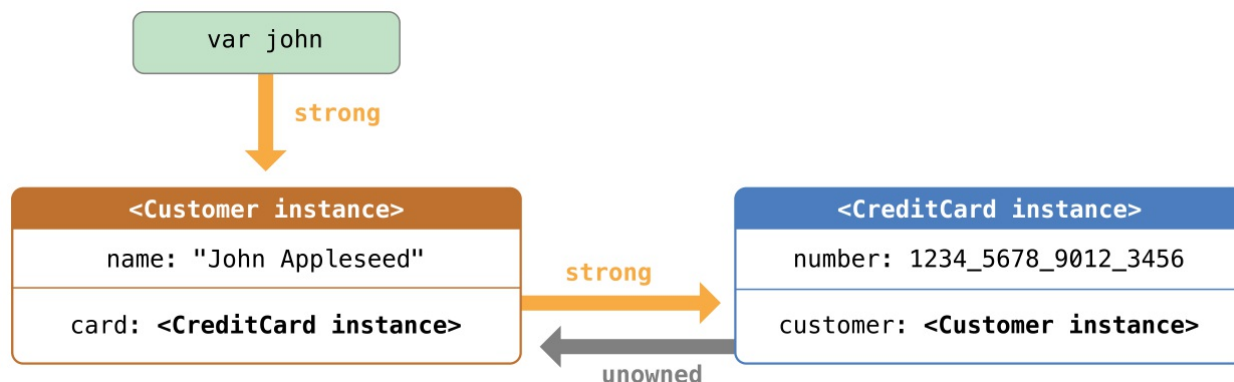 var john
strong
<Customer instance>
name: "John Appleseed"
card: <CreditCard instance>
strong
unowned
<CreditCard instance>
number: 1234_5678_9012_3456
customer: <Customer instance>